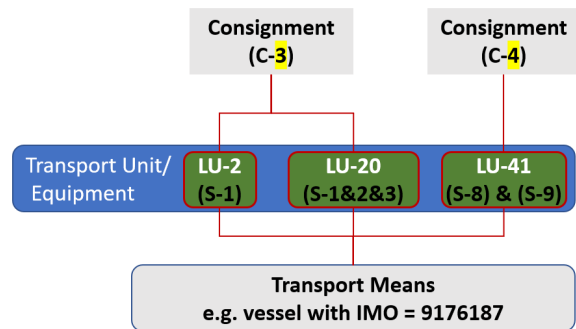 Consignment
(C-3)
Consignment
(C-4)
Transport Unit/
Equipment
LU-2
(S-1)
LU-20
(S-1&2&3)
LU-41
(S-8) & (S-9)
Transport Means
e.g. vessel with IMO = 9176187